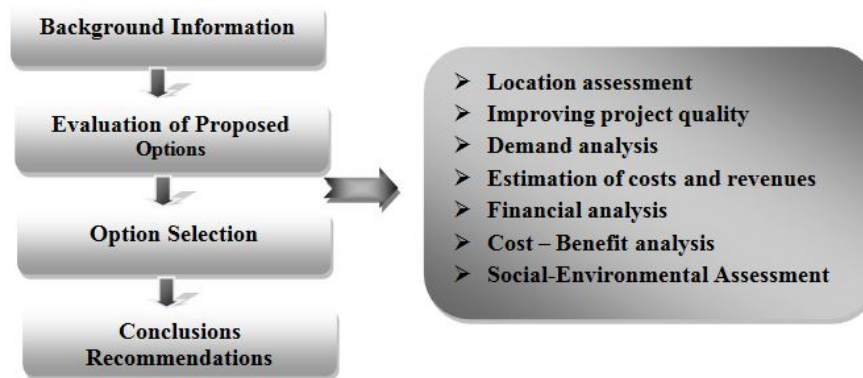 Background Information
Evaluation of Proposed
Options
Option Selection
Conclusions
Recommendations
Location assessment
Improving project quality
Demand analysis
Estimation of costs and revenues
Financial analysis
Cost – Benefit analysis
Social-Environmental Assessment